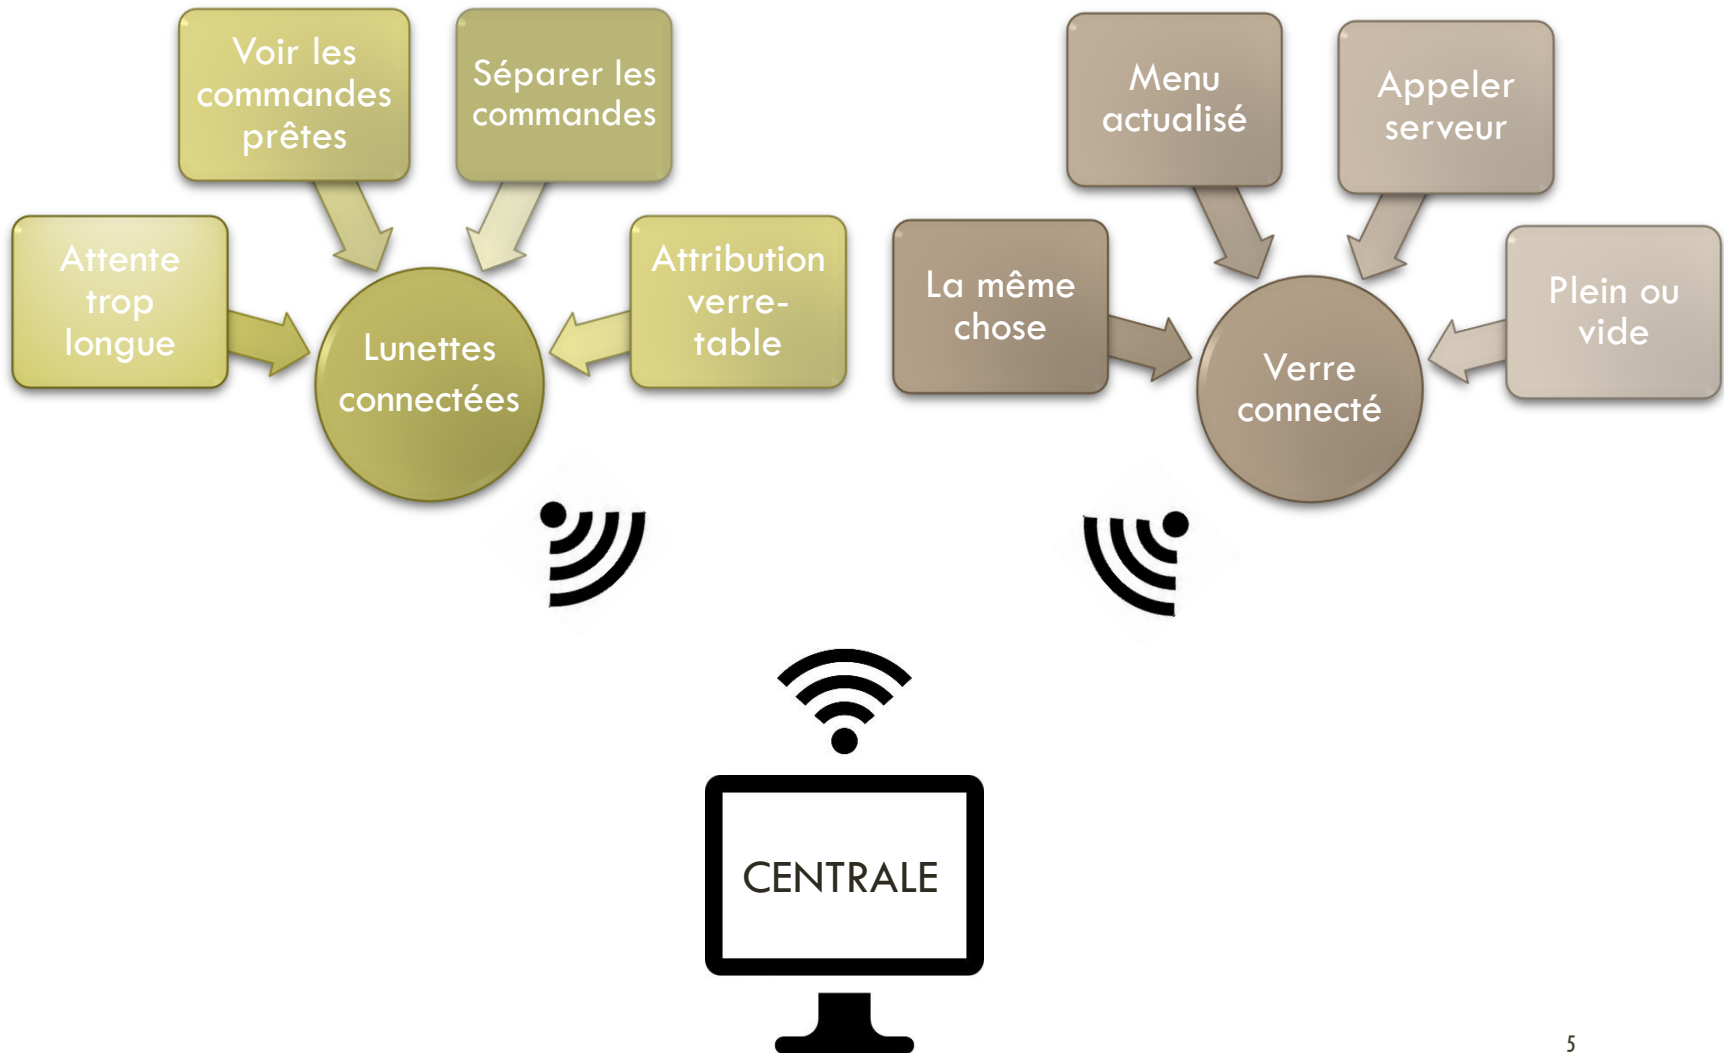 Voir les
commandes
prêtes
Séparer les
commandes
Attente
trop
longue
Attribution
verre-
table
Lunettes
connectées
Menu
actualisé
Appeler
serveur
La même
chose
Plein ou
vide
Verre
connecté
CENTRALE
5